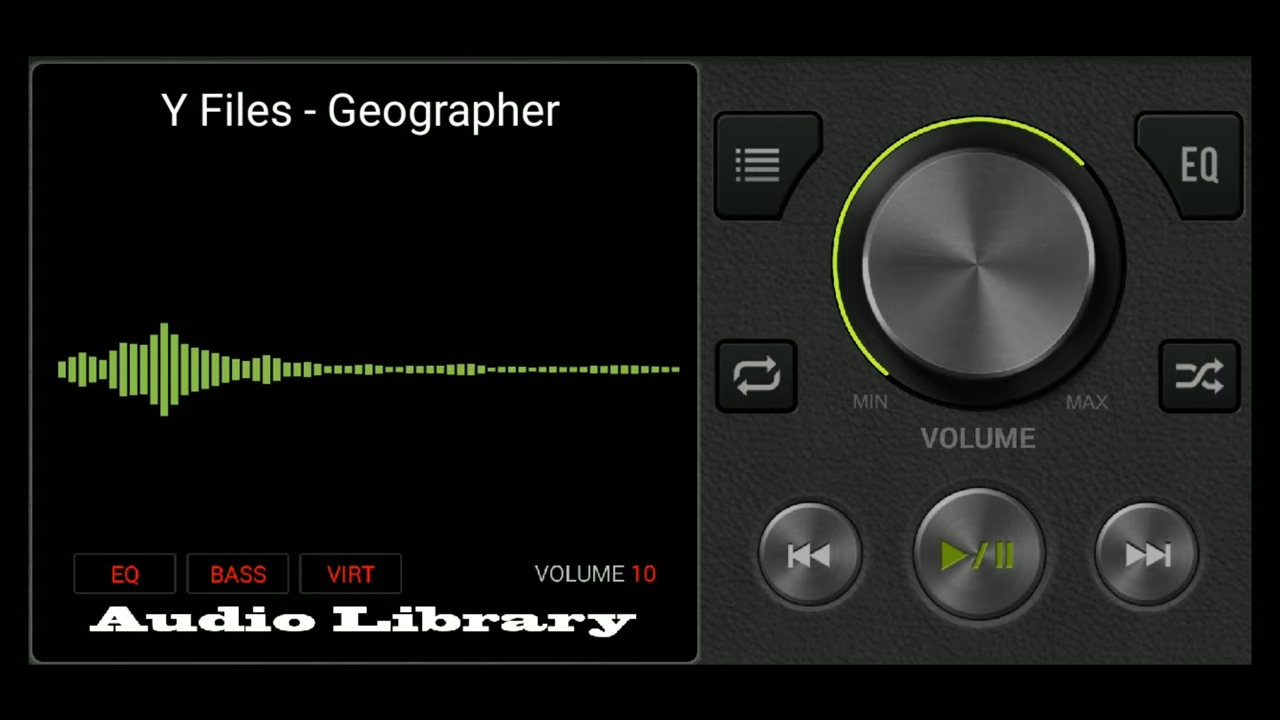 Y Files - Geographer
EQ BASS VIRT VOLUME 10
Audio Library
EQ
MIN MAX
VOLUME